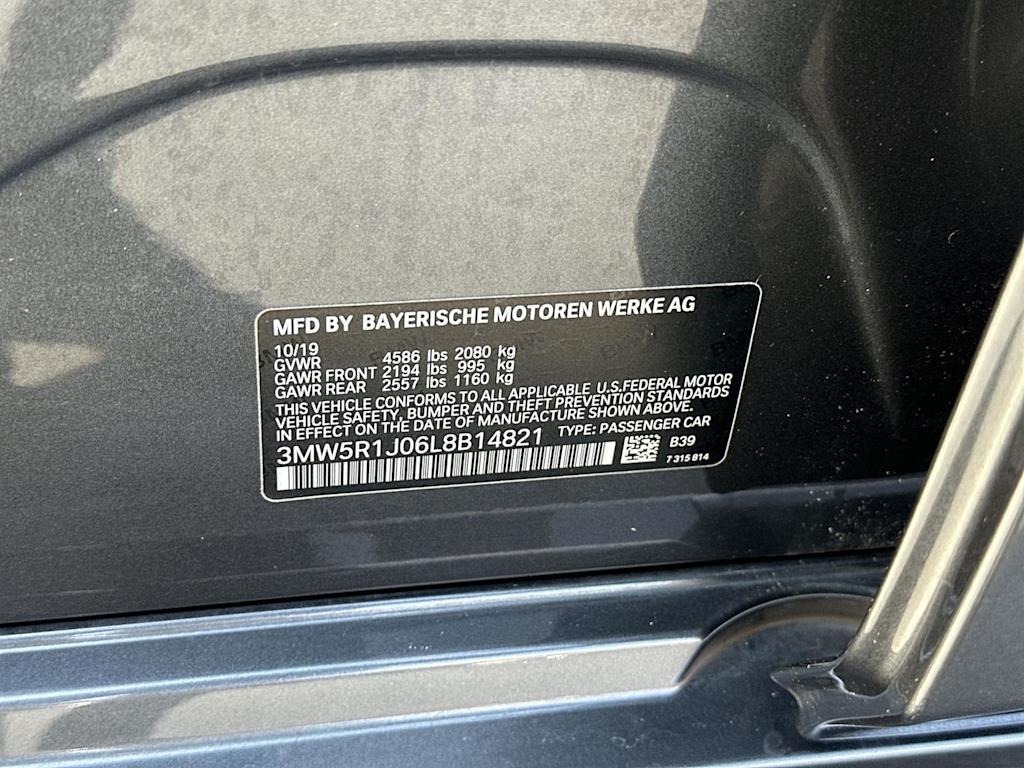 MFD BY BAYERISCHE MOTOREN WERKE AG
10/19
GVWR 4586 lbs 2080 kg
GAWR FRONT 2194 lbs 995 kg
GAWR REAR 2557 lbs 1160 kg
THIS VEHICLE CONFORMS TO ALL APPLICABLE U.S.FEDERAL MOTOR
VEHICLE SAFETY, BUMPER AND THEFT PREVENTION STANDARDS
IN EFFECT ON THE DATE OF MANUFACTURE SHOWN ABOVE.
3MW5R1J06L8B14821 TYPE: PASSENGER CAR
B39
7 315 814